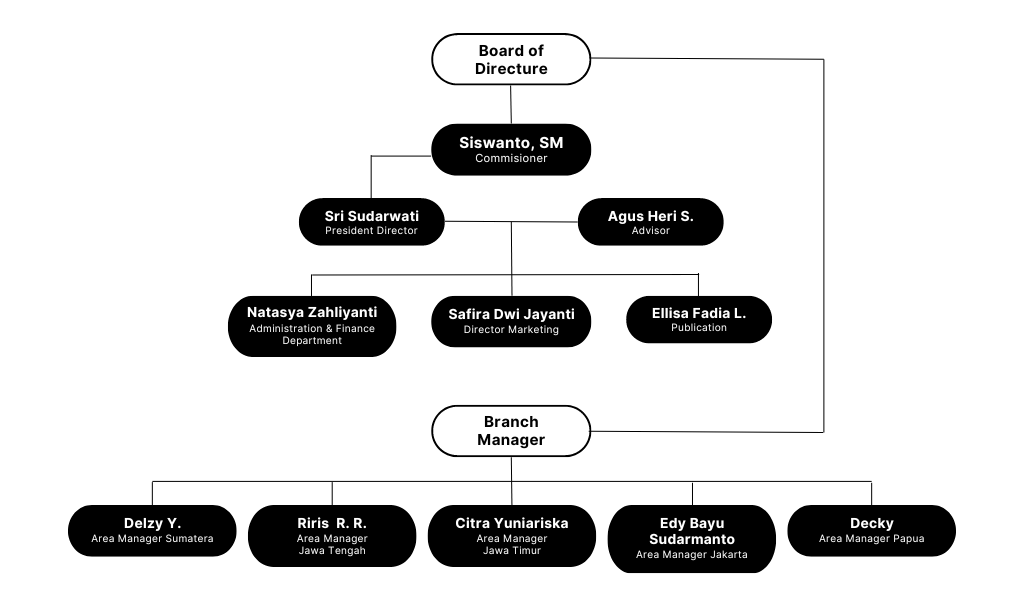 Board of
Directure
Siswanto, SM
Commisioner
Sri Sudarwati
President Director
Agus Heri S.
Advisor
Natasya Zahliyanti
Administration & Finance
Department
Safira Dwi Jayanti
Director Marketing
Ellisa Fadia L.
Publication
Branch
Manager
Delzy Y.
Area Manager Sumatera
Riris  R. R.
Area Manager
Jawa Tengah
Citra Yuniariska
Area Manager
Jawa Timur
Edy Bayu
Sudarmanto
Area Manager Jakarta
Decky
Area Manager Papua